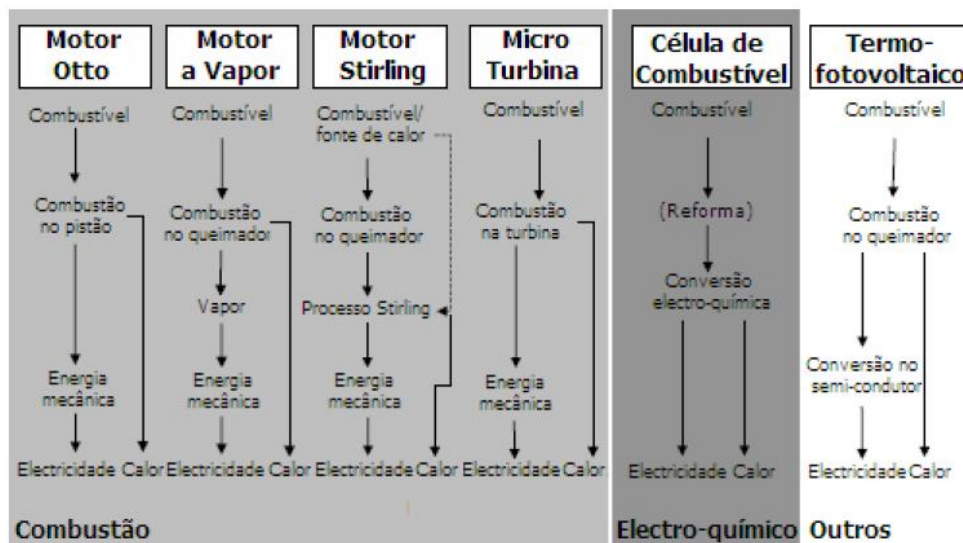 Motor
Otto
Motor
a Vapor
Motor
Stirling
Micro
Turbina
Célula de
Combustível
Termo-
fotovoltaico
Combustível
Combustível
Combustível/
fonte de calor
Combustível
Combustível
Combustível
Combustão
no pistão
Combustão
no queimador
Combustão
no queimador
Combustão
na turbina
(Reforma)
Combustão
no queimador
Vapor
Processo Stirling
Conversão
electro-química
Energia
mecânica
Energia
mecânica
Energia
mecânica
Energia
mecânica
Conversão no
semi-condutor
Electricidade Calor
Electricidade Calor
Electricidade Calor
Electricidade Calor
Electricidade Calor
Electricidade Calor
Combustão
Electro-químico
Outros